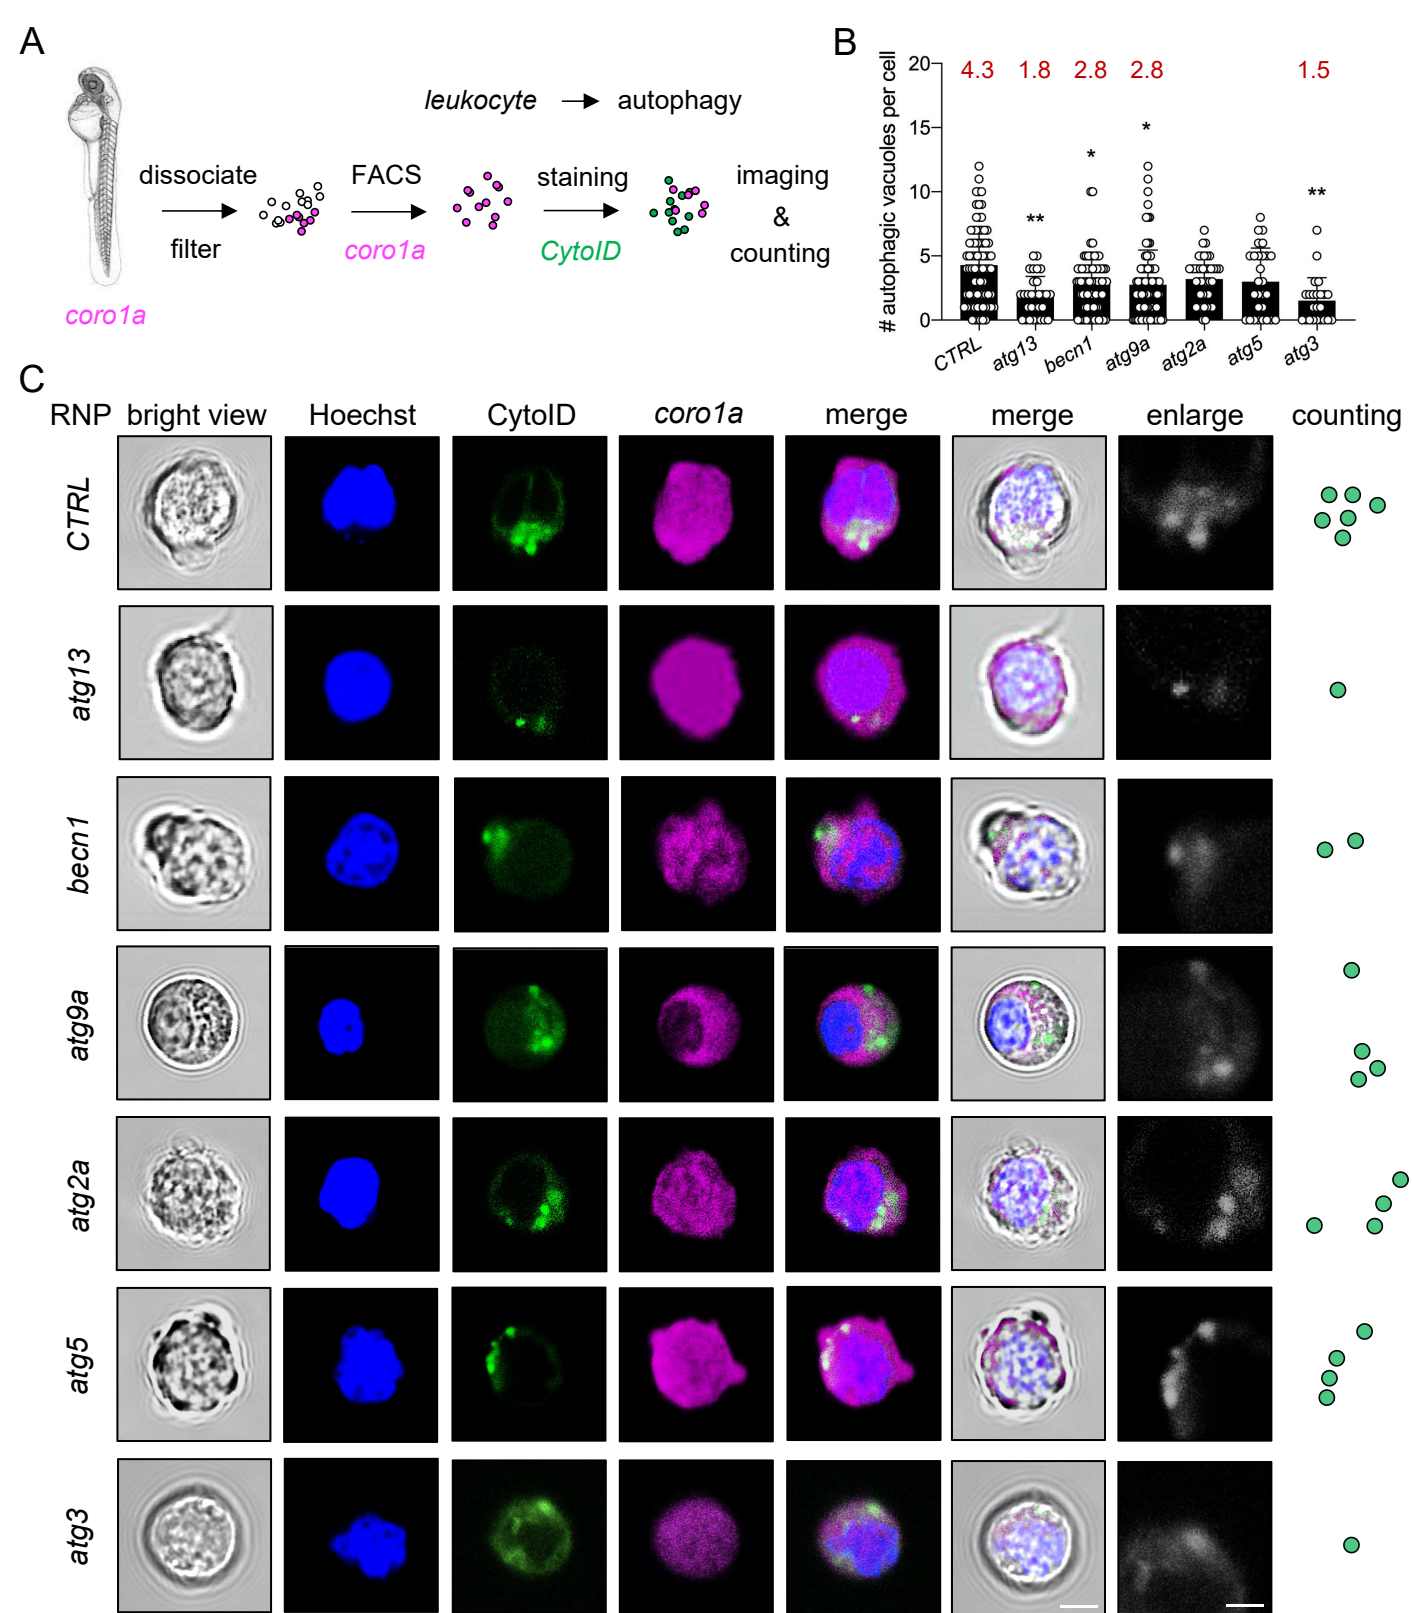 A
leukocyte → autophagy
dissociate
filter
FACS
coro1a
staining
CytoID
imaging
&
counting
coro1a
B
# autophagic vacuoles per cell
20
15
10
5
0
4.3 1.8 2.8 2.8 1.5
** * * **
CTRL atg13 becn1 atg9a atg2a atg5 atg3
C
RNP bright view Hoechst CytoID coro1a merge merge enlarge counting
CTRL
atg13
becn1
atg9a
atg2a
atg5
atg3